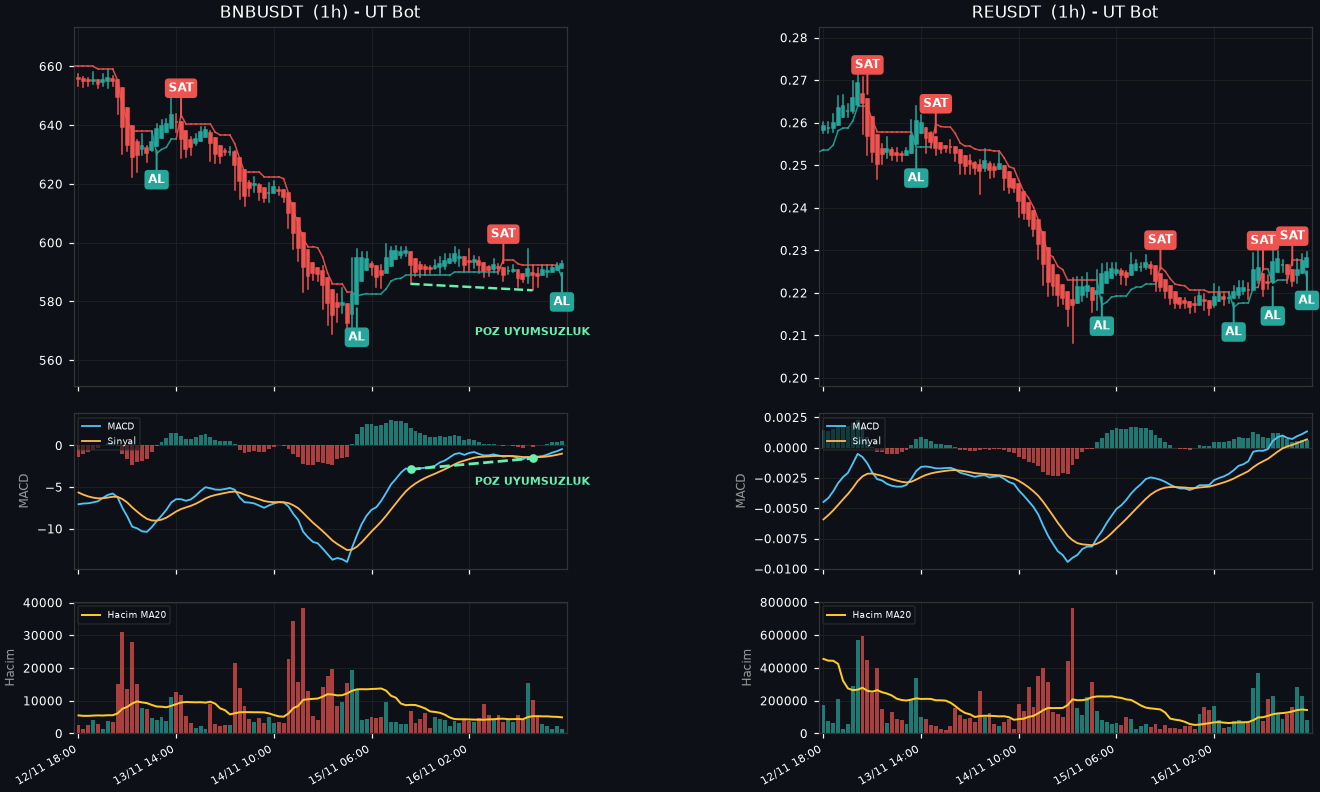 BNBUSDT  (1h) - UT Bot
660
640
620
600
580
560
SAT
AL
SAT
AL
AL
POZ UYUMSUZLUK
MACD
MACD
Sinyal
0
−5
−10
POZ UYUMSUZLUK
Hacim
Hacim MA20
40000
30000
20000
10000
0
12/11 18:00
13/11 14:00
14/11 10:00
15/11 06:00
16/11 02:00
REUSDT  (1h) - UT Bot
0.28
0.27
0.26
0.25
0.24
0.23
0.22
0.21
0.20
SAT
SAT
AL
SAT
SAT
SAT
AL
AL
AL
AL
MACD
MACD
Sinyal
0.0025
0.0000
−0.0025
−0.0050
−0.0075
−0.0100
Hacim
Hacim MA20
800000
600000
400000
200000
0
12/11 18:00
13/11 14:00
14/11 10:00
15/11 06:00
16/11 02:00